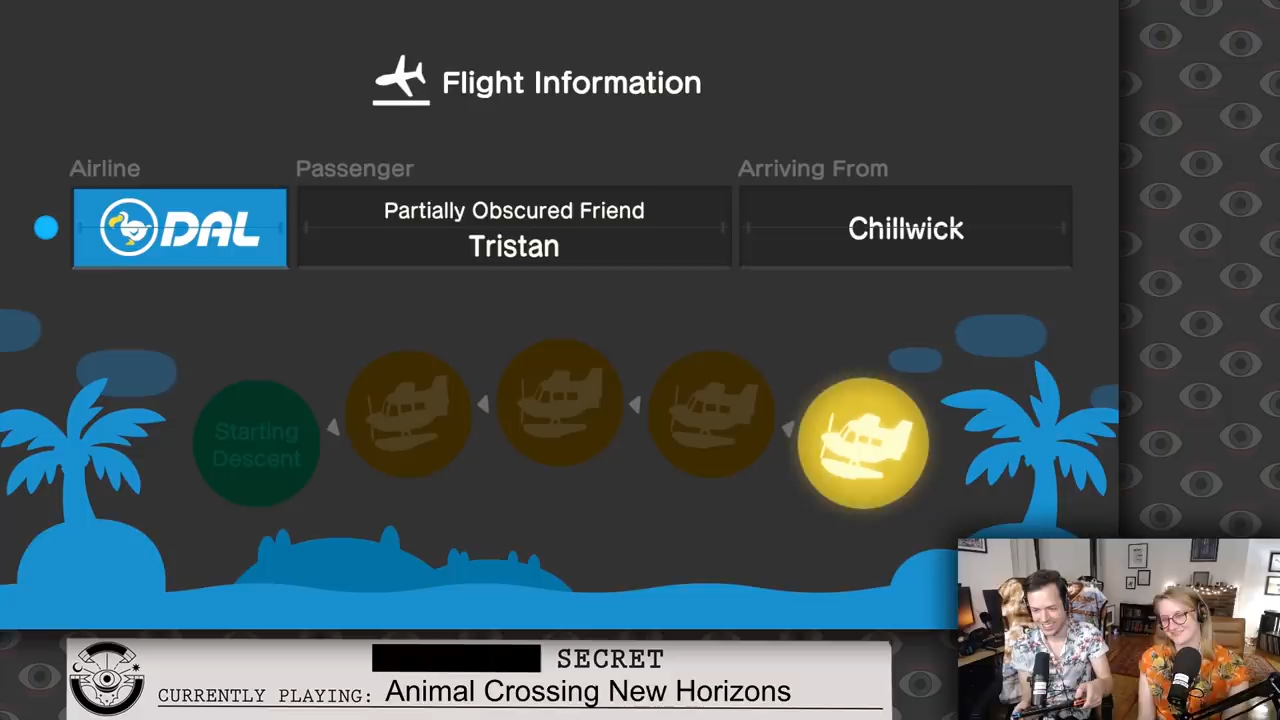 Flight Information
Airline
Passenger
Arriving From
DAL
Partially Obscured Friend
Tristan
Chillwick
Starting
Descent
SECRET
CURRENTLY PLAYING: Animal Crossing New Horizons